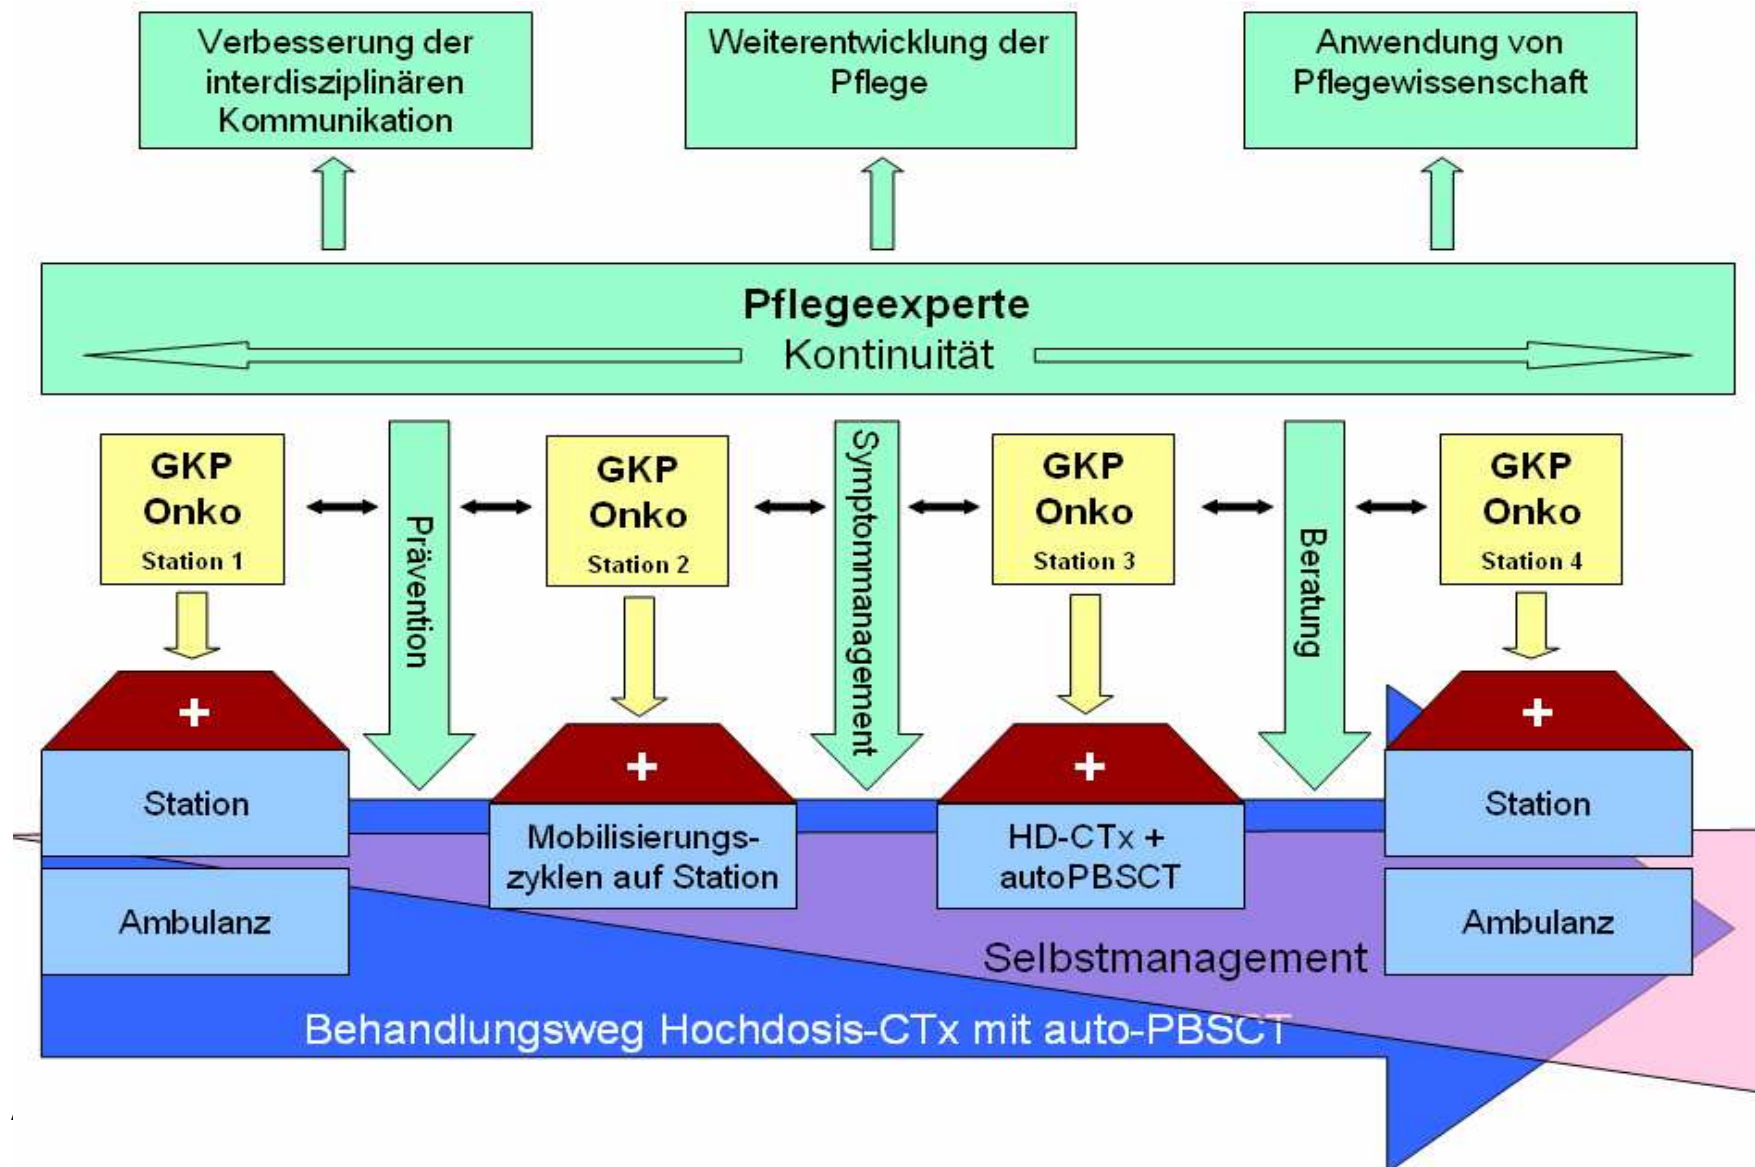 Verbesserung der
interdisziplinären
Kommunikation
Weiterentwicklung der
Pflege
Anwendung von
Pflegewissenschaft
Pflegeexperte
Kontinuität
GKP
Onko
Station 1
Prävention
GKP
Onko
Station 2
Symptommanagement
GKP
Onko
Station 3
Beratung
GKP
Onko
Station 4
+
+
+
+
Station
Ambulanz
Mobilisierungs-
zyklen auf Station
HD-CTx +
autoPBSCT
Station
Ambulanz
Selbstmanagement
Behandlungsweg Hochdosis-CTx mit auto-PBSCT